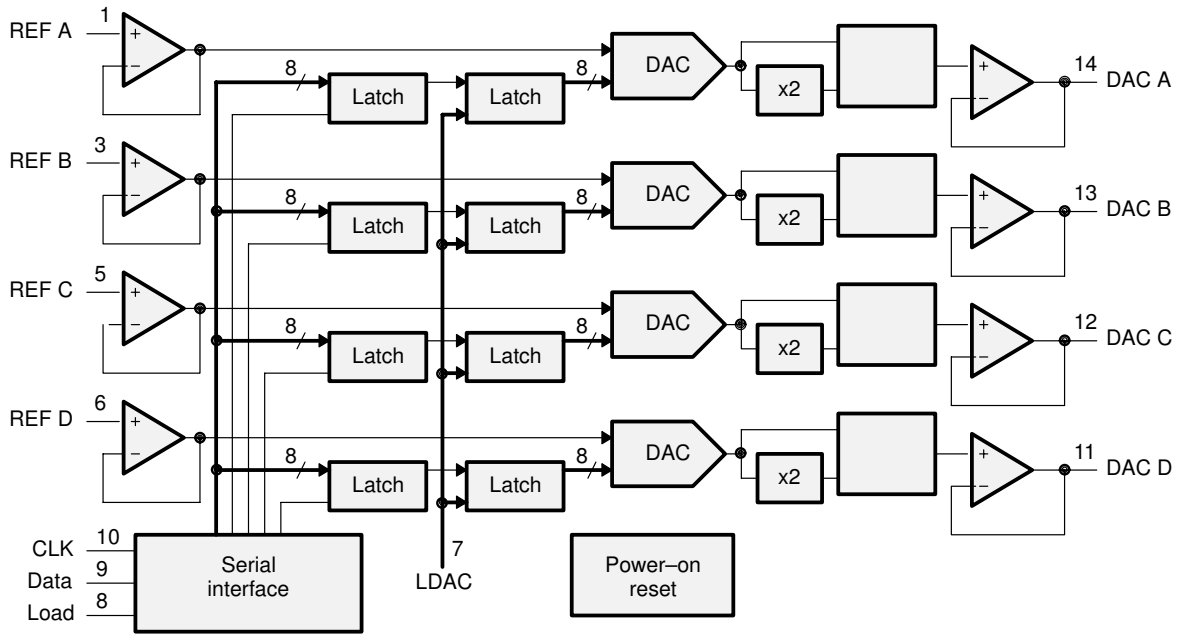 1
REF A
+
−
8
Latch
Latch
8
DAC
x2
+
−
14
DAC A
3
REF B
+
−
8
Latch
Latch
8
DAC
x2
+
−
13
DAC B
5
REF C
+
−
8
Latch
Latch
8
DAC
x2
+
−
12
DAC C
6
REF D
+
−
8
Latch
Latch
8
DAC
x2
+
−
11
DAC D
CLK
10
Data
9
Load
8
Serial
interface
7
LDAC
Power–on
reset